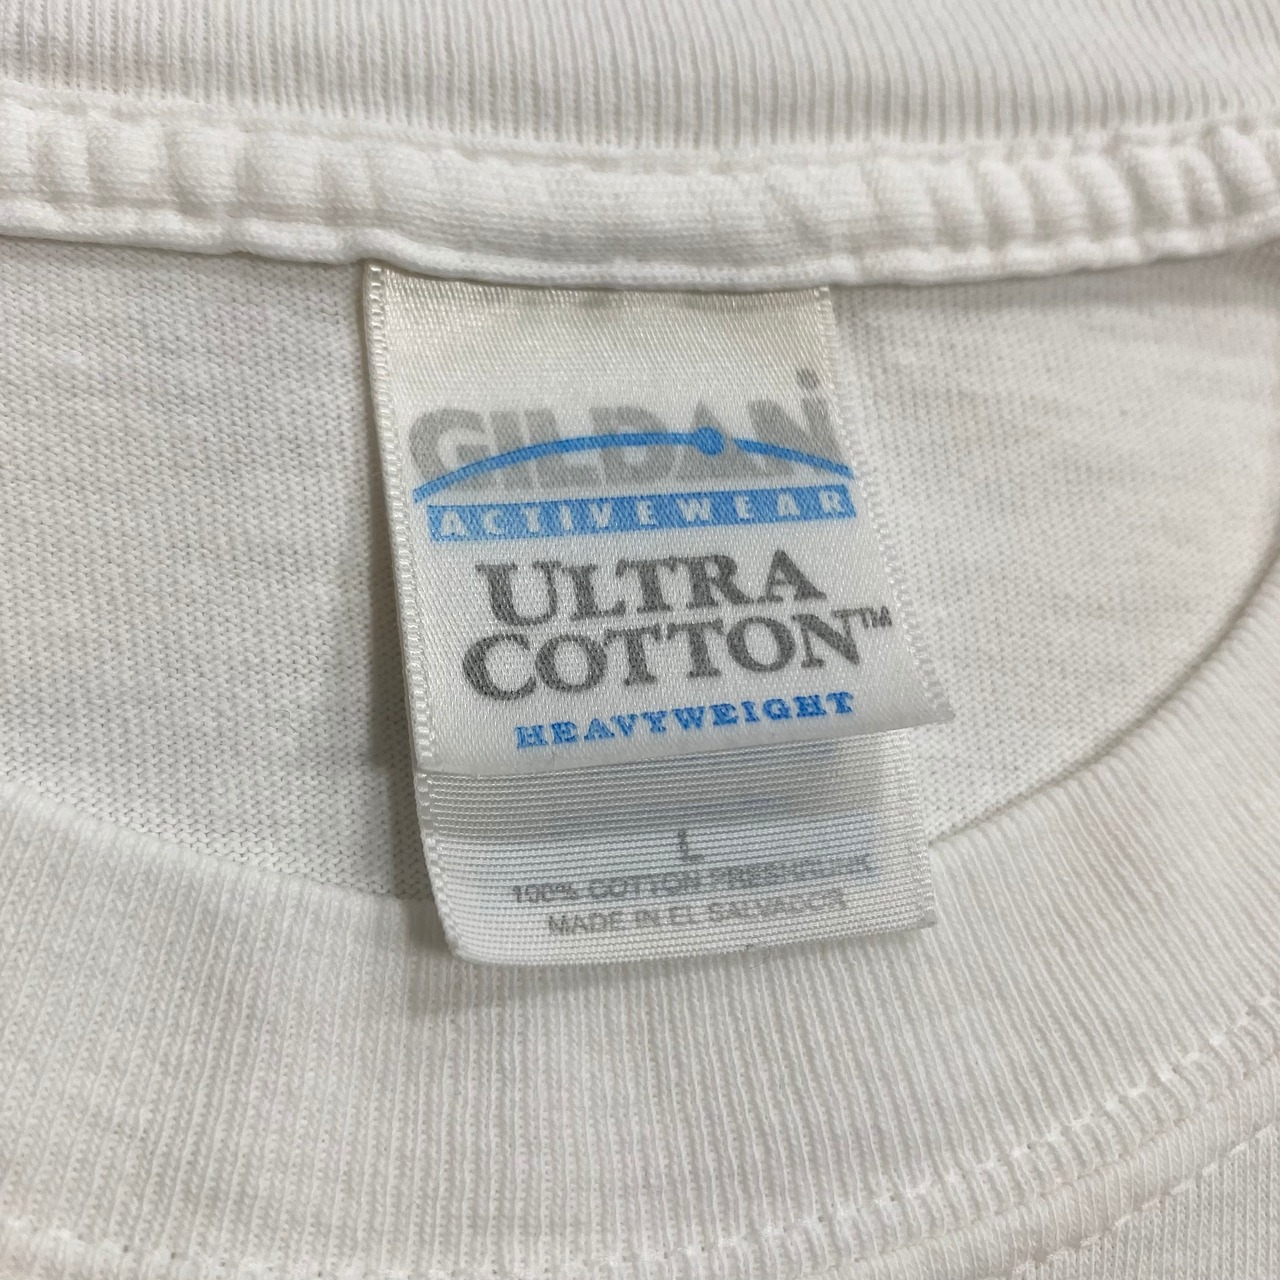 GILDAN
ACTIVEWEAR
ULTRA
COTTON™
HEAVYWEIGHT
L
100% COTTON PRESHRUNK
MADE IN EL SALVADOR